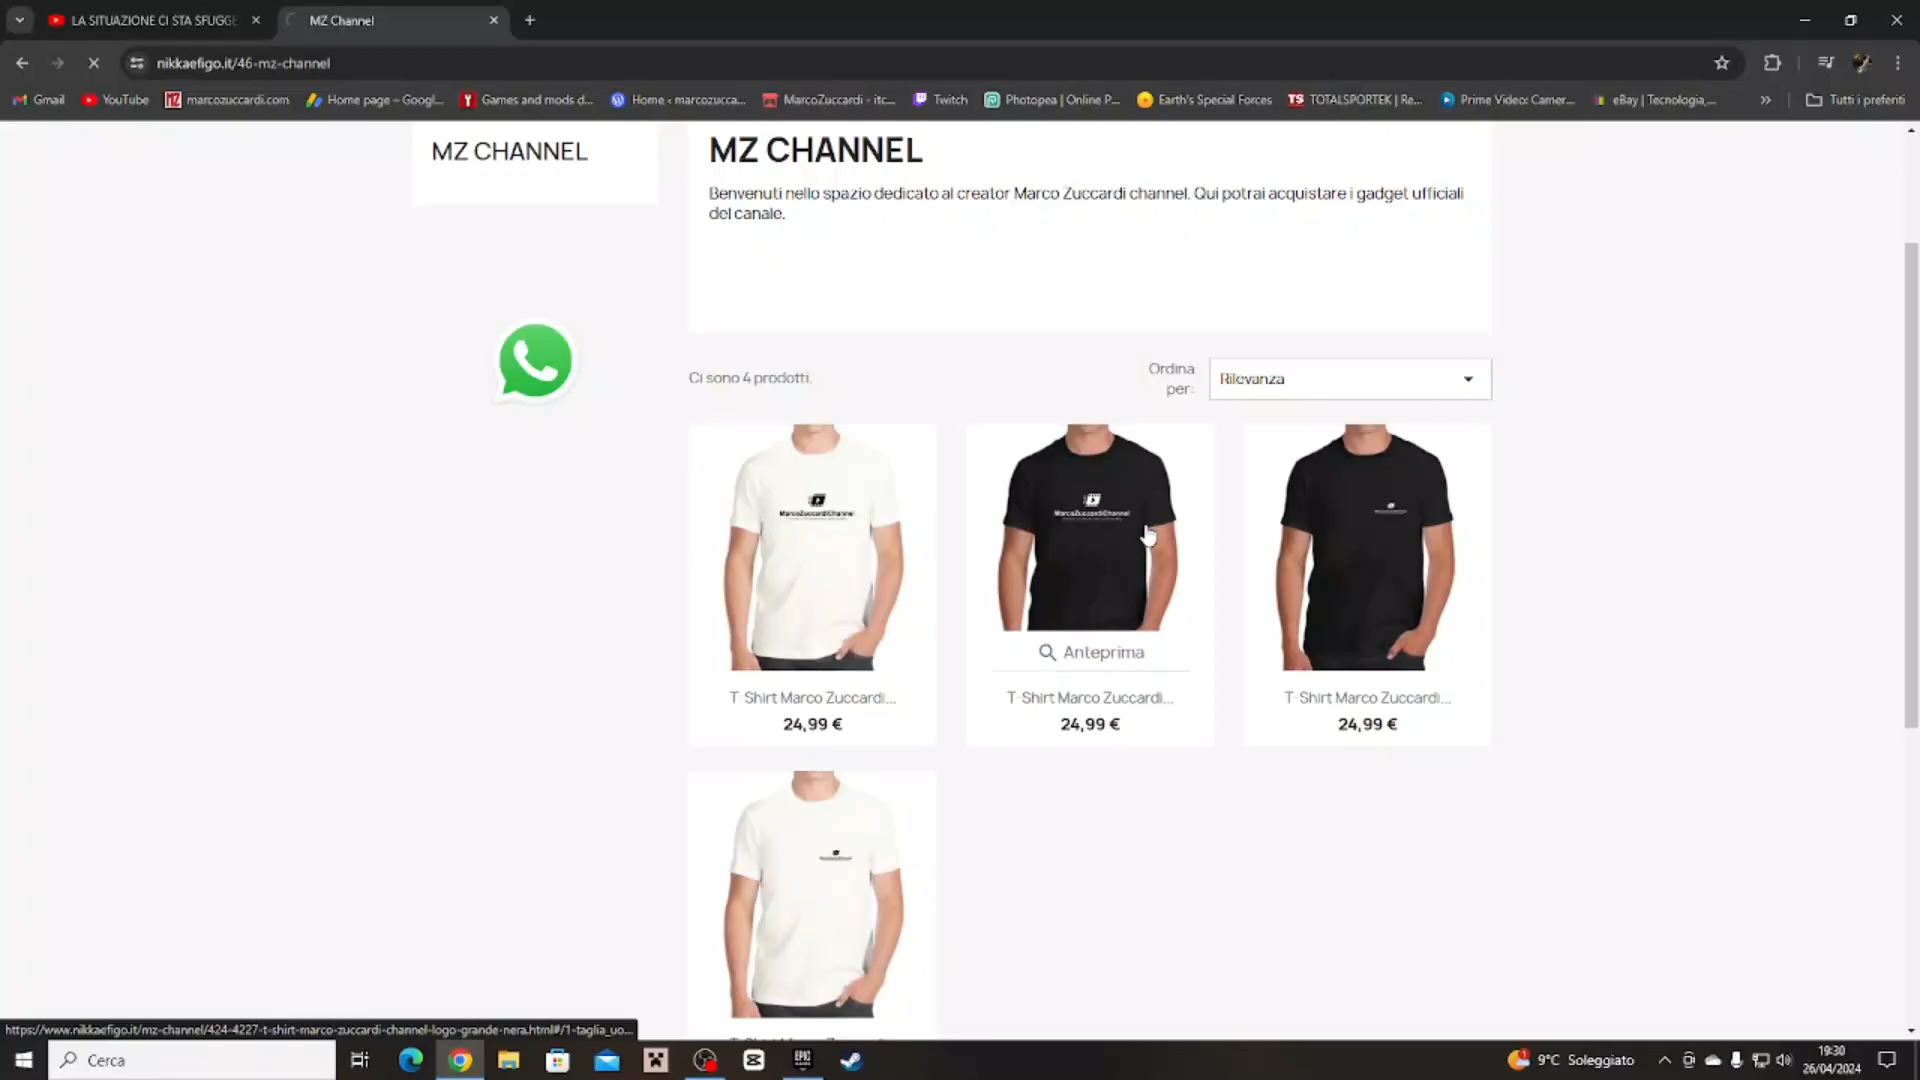 LA SITUAZIONE CI STA SFUGGE
MZ Channel
nikkaefigo.it/46-mz-channel
Gmail
YouTube
marcozuccardi.com
Home page – Googl...
Games and mods d...
Home ‹ marcozucca...
MarcoZuccardi - itc...
Twitch
Photopea | Online P...
Earth's Special Forces
TS TOTALSPORTEK | Re...
Prime Video: Camer...
eBay | Tecnologia,...
Tutti i preferiti
MZ CHANNEL
MZ CHANNEL
Benvenuti nello spazio dedicato al creator Marco Zuccardi channel. Qui potrai acquistare i gadget ufficiali
del canale.
Ci sono 4 prodotti.
Ordina
per:
Rilevanza
MarcoZuccardiChannel
MarcoZuccardiChannel
Anteprima
T-Shirt Marco Zuccardi...
24,99 €
T-Shirt Marco Zuccardi...
24,99 €
T-Shirt Marco Zuccardi...
24,99 €
https://www.nikkaefigo.it/mz-channel/424-4227-t-shirt-marco-zuccardi-channel-logo-grande-nera.html#/1-taglia_uo...
Cerca
EPIC
9°C Soleggiato
19:30
26/04/2024